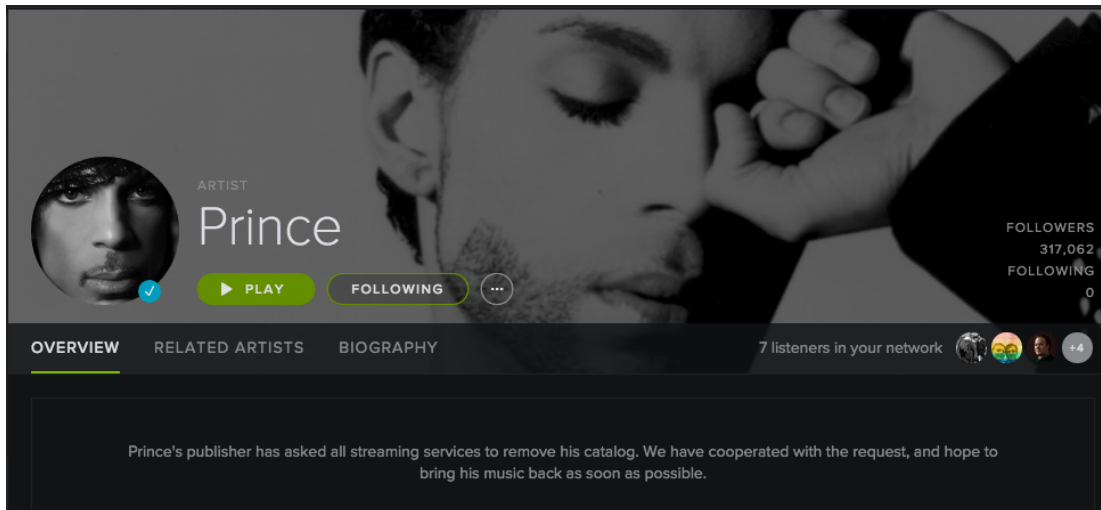 ARTIST
Prince
PLAY
FOLLOWING
FOLLOWERS
317,062
FOLLOWING
0
OVERVIEW RELATED ARTISTS BIOGRAPHY
7 listeners in your network +4
Prince's publisher has asked all streaming services to remove his catalog. We have cooperated with the request, and hope to
bring his music back as soon as possible.